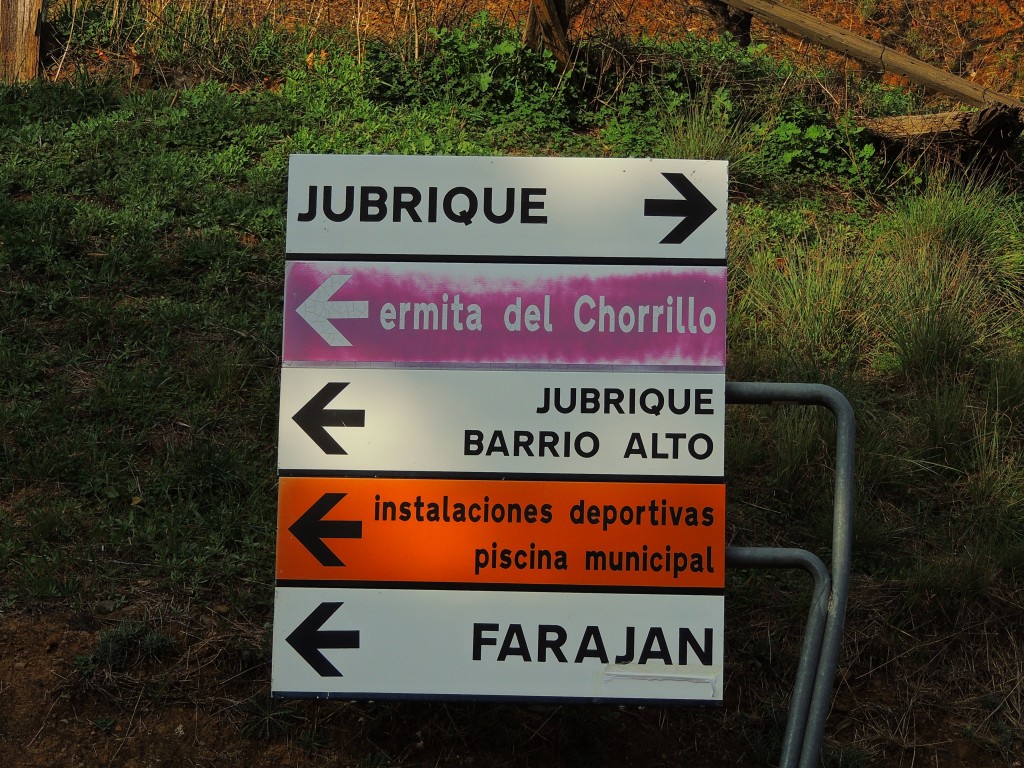 JUBRIQUE
ermita del Chorrillo
JUBRIQUE
BARRIO ALTO
instalaciones deportivas
piscina municipal
FARAJAN